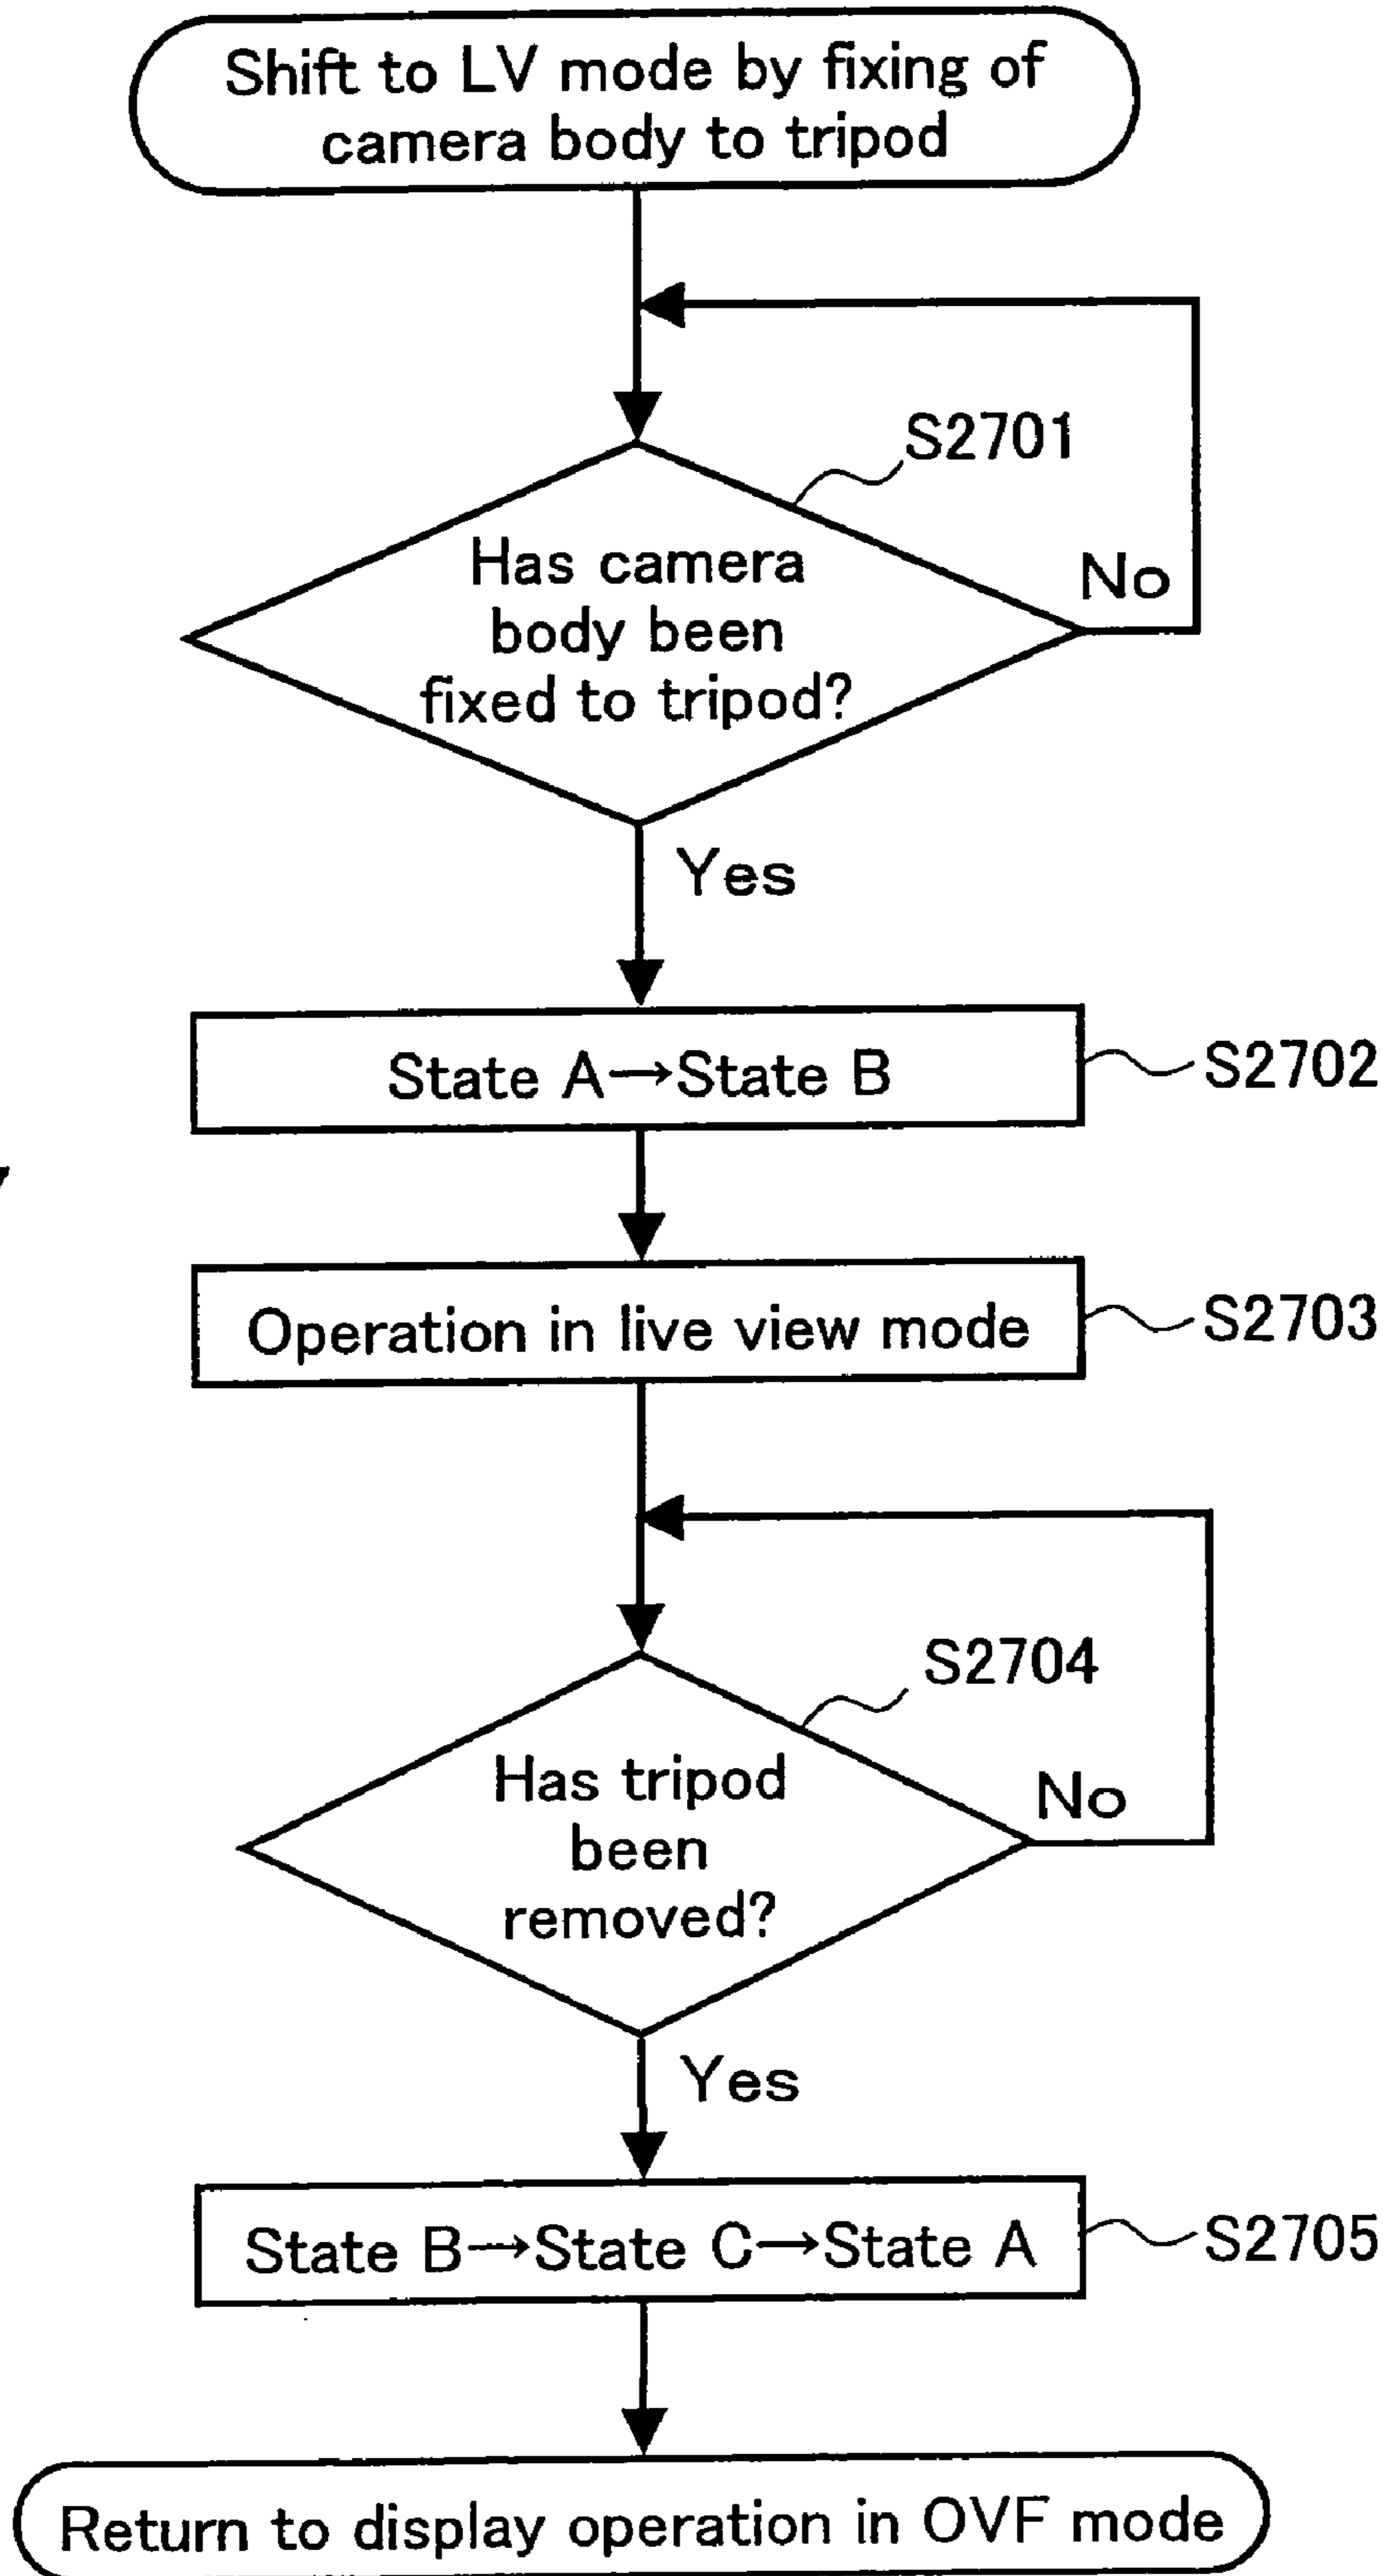 Shift to LV mode by fixing of
camera body to tripod
S2701
Has camera
body been
fixed to tripod?
No
Yes
State A→State B
S2702
Operation in live view mode
S2703
S2704
Has tripod
been
removed?
No
Yes
State B→State C→State A
S2705
Return to display operation in OVF mode